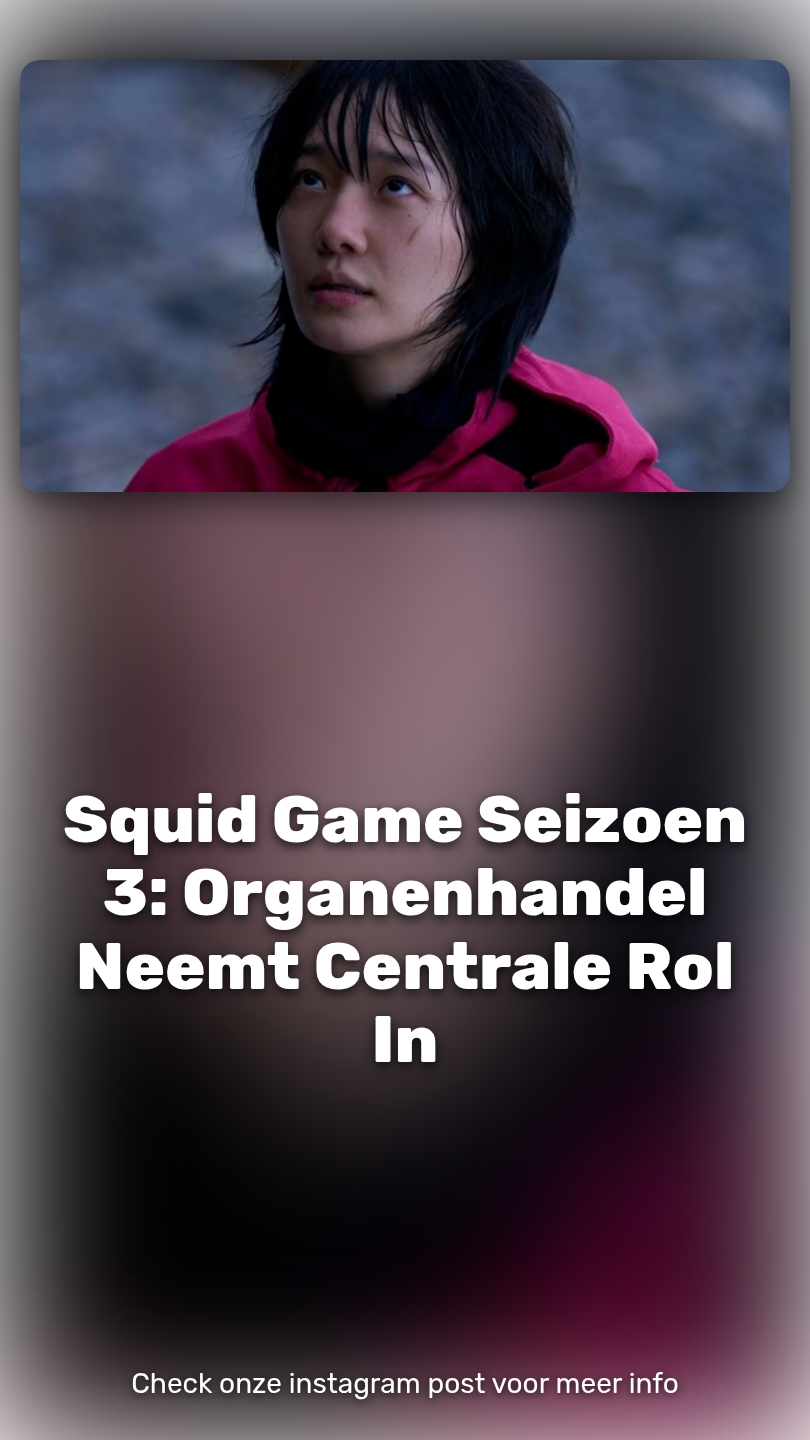 Squid Game Seizoen
3: Organenhandel
Neemt Centrale Rol
In
Check onze instagram post voor meer info